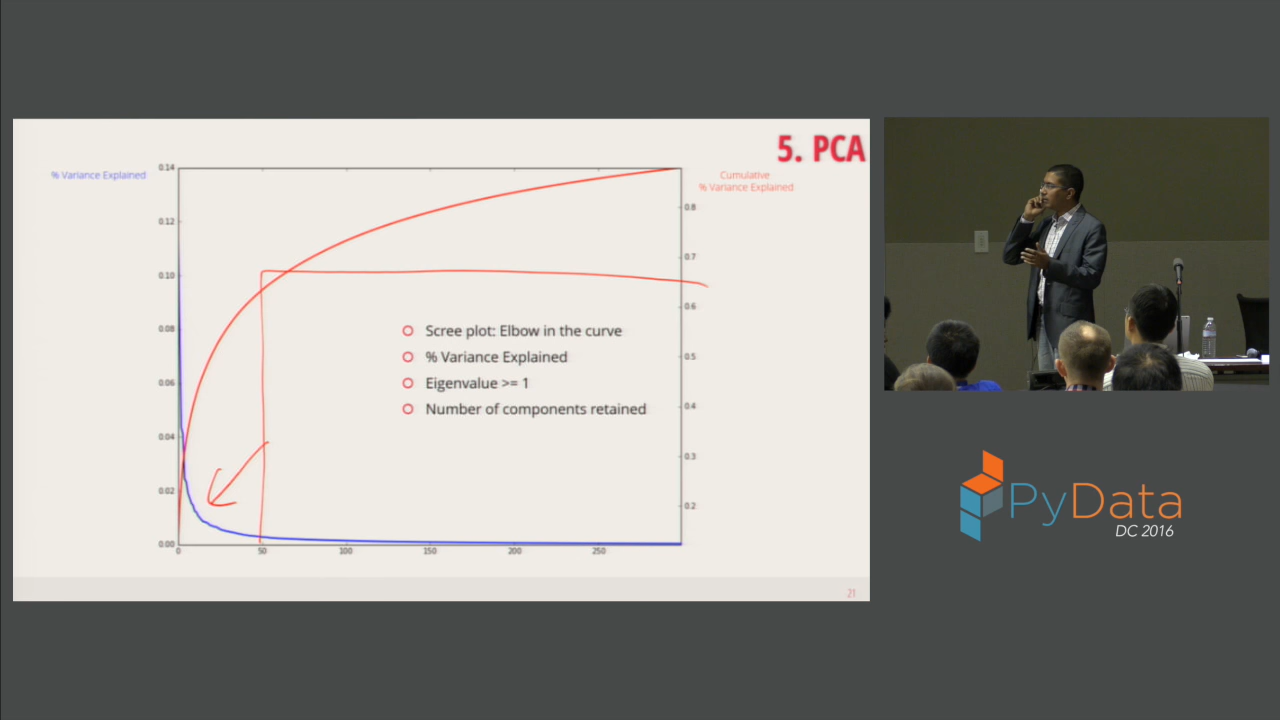 5. PCA
% Variance Explained
Cumulative
% Variance Explained
0.14
0.12
0.10
0.08
0.06
0.04
0.02
0.00
0.8
0.7
0.6
0.5
0.4
0.3
0.2
Scree plot: Elbow in the curve
% Variance Explained
Eigenvalue >= 1
Number of components retained
0 50 100 150 200 250
21
PyData
DC 2016